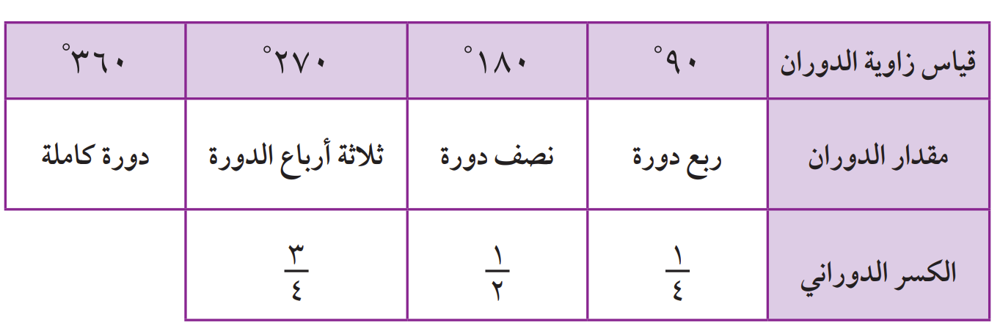 قياس زاوية الدوران ٩٠° ١٨٠° ٢٧٠° ٣٦٠°
مقدار الدوران ربع دورة نصف دورة ثلاثة أرباع الدورة دورة كاملة
الكسر الدوراني ١/٤ ١/٢ ٣/٤